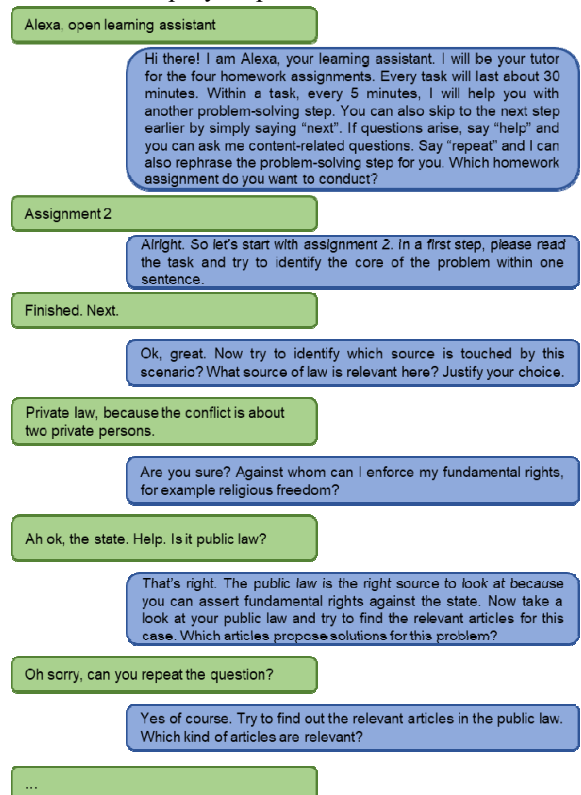 Alexa, open learning assistant
Hi there! I am Alexa, your learning assistant. I will be your tutor
for the four homework assignments. Every task will last about 30
minutes. Within a task, every 5 minutes, I will help you with
another problem-solving step. You can also skip to the next step
earlier by simply saying “next”. If questions arise, say “help” and
you can ask me content-related questions. Say “repeat” and I can
also rephrase the problem-solving step for you. Which homework
assignment do you want to conduct?
Assignment 2
Alright. So let’s start with assignment 2. In a first step, please read
the task and try to identify the core of the problem within one
sentence.
Finished. Next.
Ok, great. Now try to identify which source is touched by this
scenario? What source of law is relevant here? Justify your choice.
Private law, because the conflict is about
two private persons.
Are you sure? Against whom can I enforce my fundamental rights,
for example religious freedom?
Ah ok, the state. Help. Is it public law?
That’s right. The public law is the right source to look at because
you can assert fundamental rights against the state. Now take a
look at your public law and try to find the relevant articles for this
case. Which articles propose solutions for this problem?
Oh sorry, can you repeat the question?
Yes of course. Try to find out the relevant articles in the public law.
Which kind of articles are relevant?
...